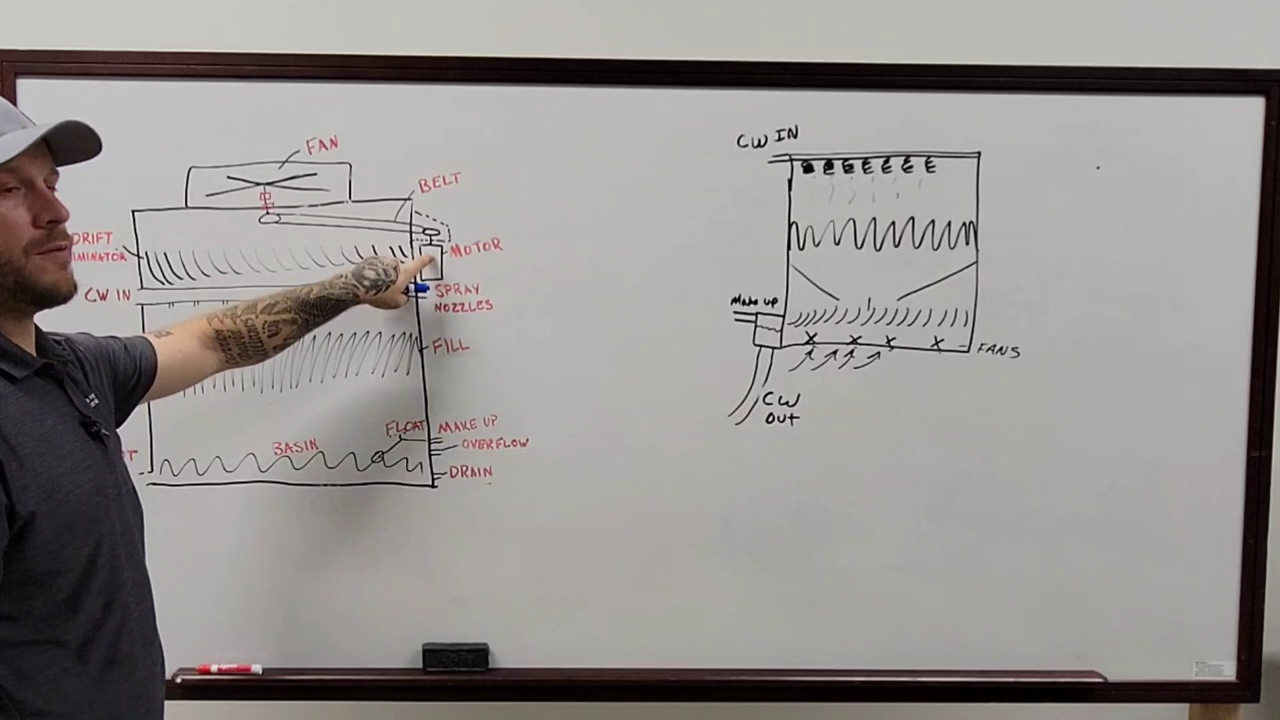 FAN
BELT
DRIFT
MOTOR
CW IN
SPRAY
NOZZLES
FILL
FLOAT
MAKE UP
BASIN
OVERFLOW
DRAIN
CW IN
Make up
FANS
CW
OUT